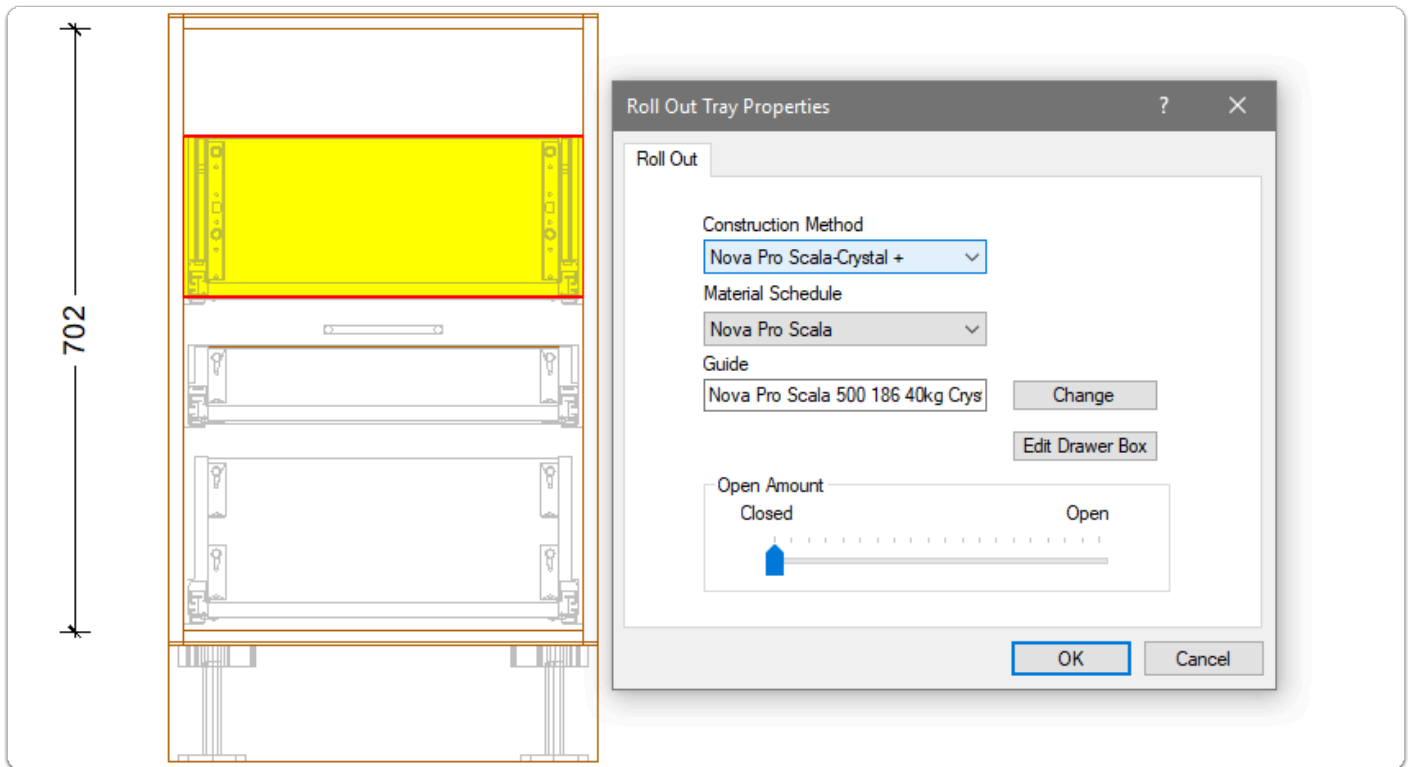 702
Roll Out Tray Properties ?
Roll Out
Construction Method
Nova Pro Scala-Crystal +
Material Schedule
Nova Pro Scala
Guide
Nova Pro Scala 500 186 40kg Crys
Change
Edit Drawer Box
Open Amount
Closed Open
OK Cancel